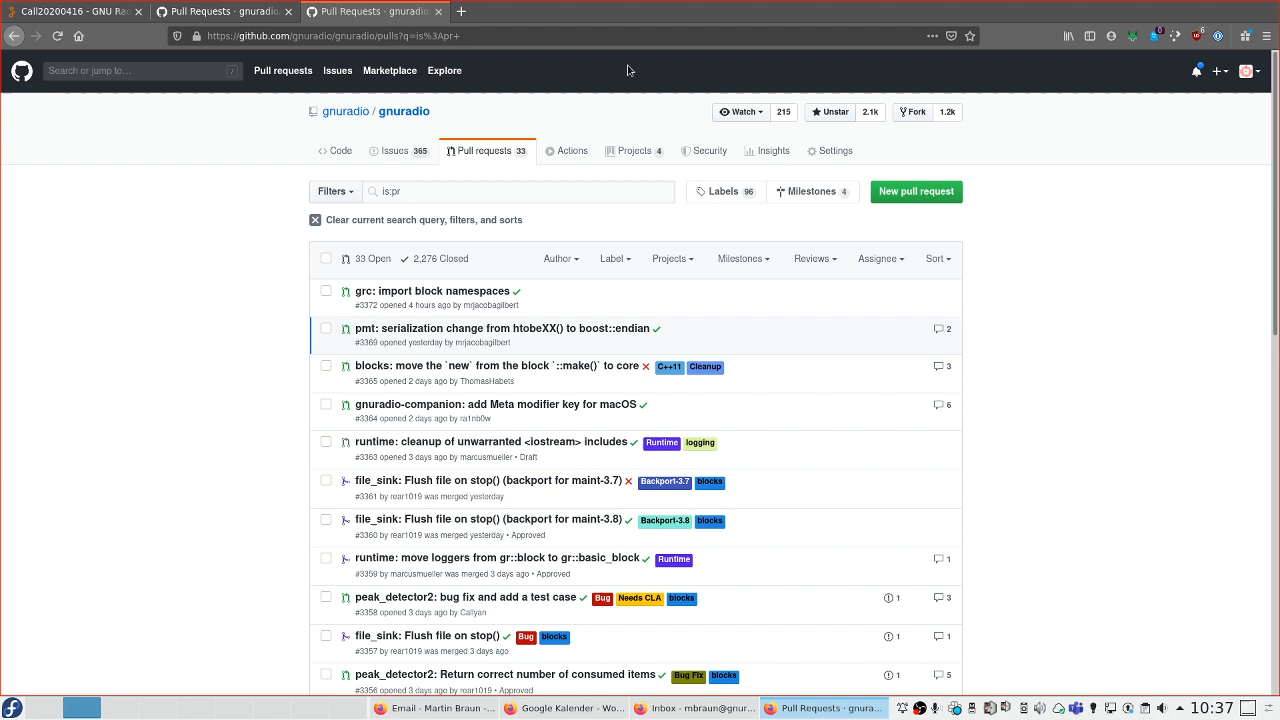 Call20200416 - GNU Ra
Pull Requests · gnuradio
Pull Requests · gnuradio
https://github.com/gnuradio/gnuradio/pulls?q=is%3Apr+
Search or jump to… /
Pull requests Issues Marketplace Explore
gnuradio / gnuradio
Watch 215 Unstar 2.1k Fork 1.2k
Code Issues 365 Pull requests 33 Actions Projects 4 Security Insights Settings
Filters is:pr Labels 96 Milestones 4 New pull request
Clear current search query, filters, and sorts
33 Open 2,276 Closed Author Label Projects Milestones Reviews Assignee Sort
grc: import block namespaces
#3372 opened 4 hours ago by mrjacobagilbert
pmt: serialization change from htobeXX() to boost::endian 2
#3369 opened yesterday by mrjacobagilbert
blocks: move the `new` from the block `::make()` to core C++11 Cleanup 3
#3365 opened 2 days ago by ThomasHabets
gnuradio-companion: add Meta modifier key for macOS 6
#3364 opened 2 days ago by ra1nb0w
runtime: cleanup of unwarranted <iostream> includes Runtime logging
#3363 opened 3 days ago by marcusmueller • Draft
file_sink: Flush file on stop() (backport for maint-3.7) Backport-3.7 blocks
#3361 by rear1019 was merged yesterday
file_sink: Flush file on stop() (backport for maint-3.8) Backport-3.8 blocks
#3360 by rear1019 was merged yesterday • Approved
runtime: move loggers from gr::block to gr::basic_block Runtime 1
#3359 by marcusmueller was merged 3 days ago • Approved
peak_detector2: bug fix and add a test case Bug Needs CLA blocks 1 3
#3358 opened 3 days ago by Caliyan
file_sink: Flush file on stop() Bug blocks 1 1
#3357 by rear1019 was merged 3 days ago
peak_detector2: Return correct number of consumed items Bug Fix blocks 1 5
#3356 opened 3 days ago by rear1019 • Approved
Email - Martin Braun -... Google Kalender - Wo... Inbox - mbraun@gnur... Pull Requests · gnura... 10:37